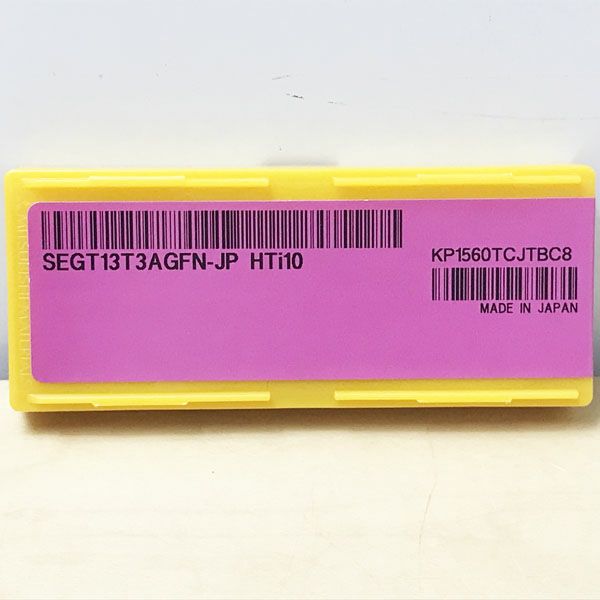 SEGT13T3AGFN-JP HTi10
KP1560TCJTBC8
MADE IN JAPAN